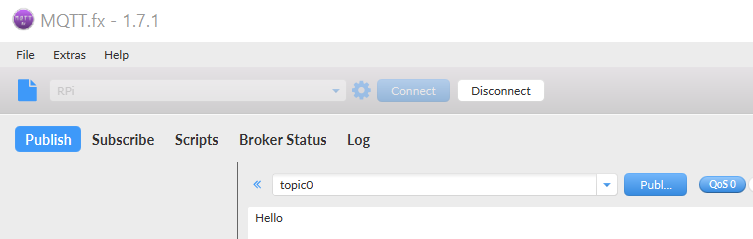 MQTT.fx - 1.7.1
File Extras Help
RPi Connect Disconnect
Publish Subscribe Scripts Broker Status Log
« topic0 Publ... QoS 0
Hello